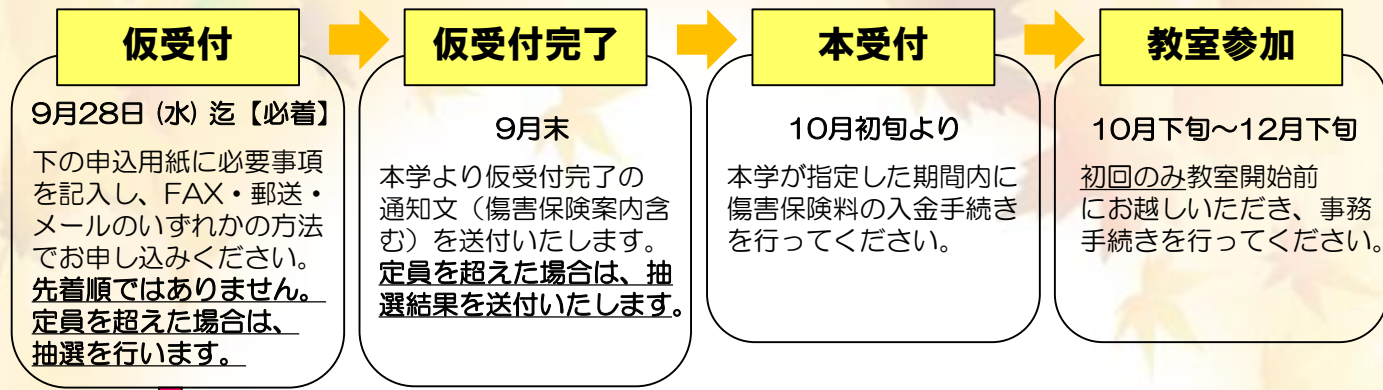 仮受付
9月28日 (水) 迄【必着】
下の申込用紙に必要事項
を記入し、FAX・郵送・
メールのいずれかの方法
でお申し込みください。
先着順ではありません。
定員を超えた場合は、
抽選を行います。
仮受付完了
9月末
本学より仮受付完了の
通知文（傷害保険案内含
む）を送付いたします。
定員を超えた場合は、抽
選結果を送付いたします。
本受付
10月初旬より
本学が指定した期間内に
傷害保険料の入金手続き
を行ってください。
教室参加
10月下旬～12月下旬
初回のみ教室開始前
にお越しいただき、事務
手続きを行ってください。